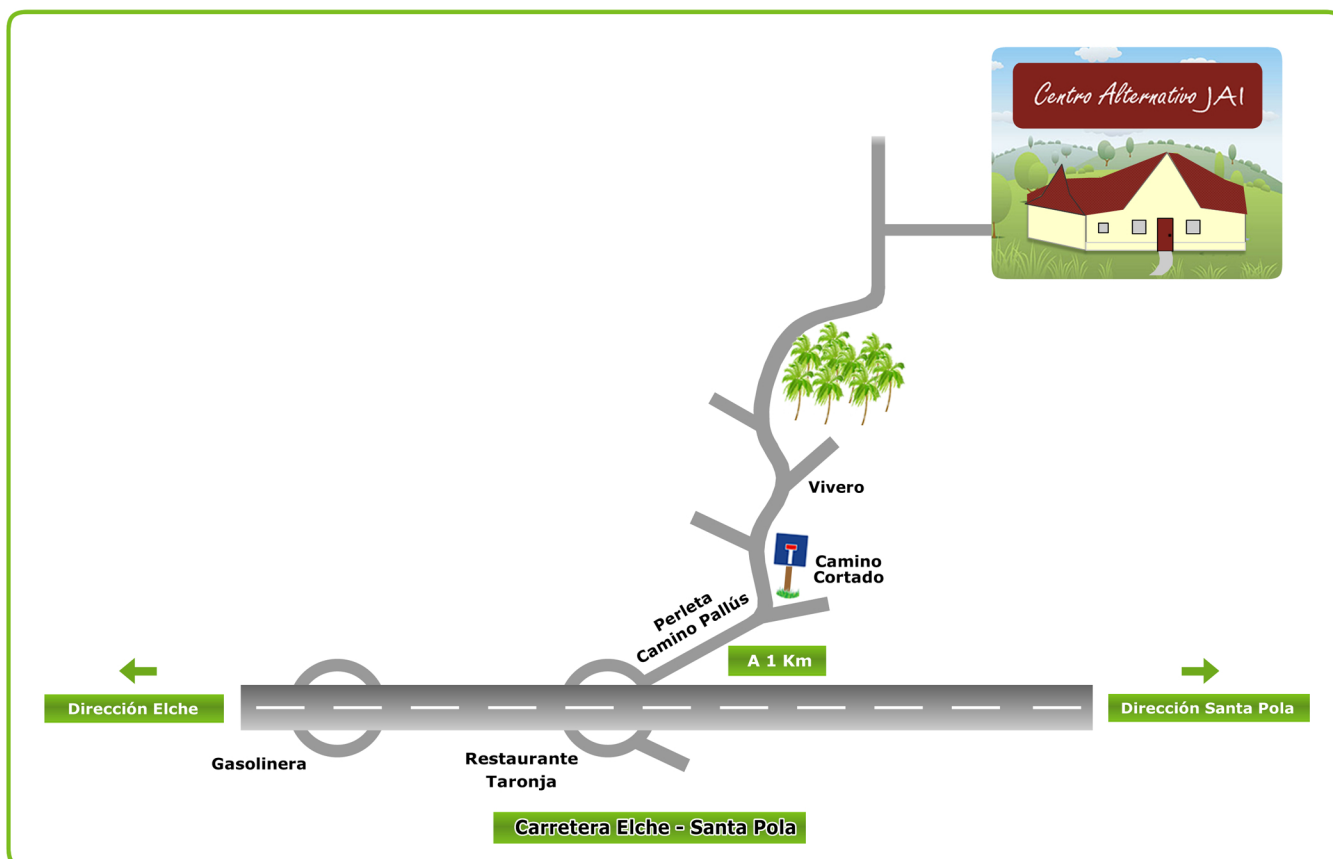 Centro Alternativo JAI
Vivero
Camino
Cortado
Perleta
Camino Pallús
A 1 Km
Dirección Elche
Dirección Santa Pola
Gasolinera
Restaurante
Taronja
Carretera Elche - Santa Pola